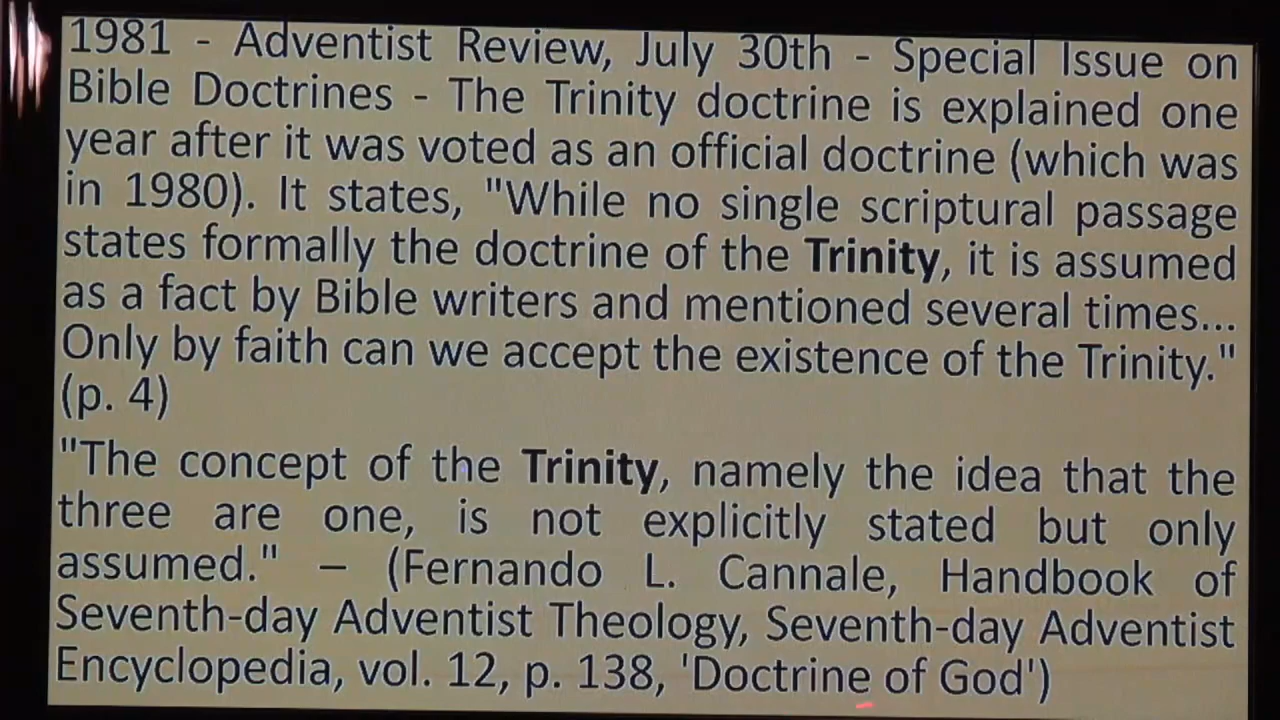 1981 - Adventist Review, July 30th - Special Issue on
Bible Doctrines - The Trinity doctrine is explained one
year after it was voted as an official doctrine (which was
in 1980). It states, "While no single scriptural passage
states formally the doctrine of the Trinity, it is assumed
as a fact by Bible writers and mentioned several times...
Only by faith can we accept the existence of the Trinity."
(p. 4)
"The concept of the Trinity, namely the idea that the
three are one, is not explicitly stated but only
assumed." – (Fernando L. Cannale, Handbook of
Seventh-day Adventist Theology, Seventh-day Adventist
Encyclopedia, vol. 12, p. 138, 'Doctrine of God')